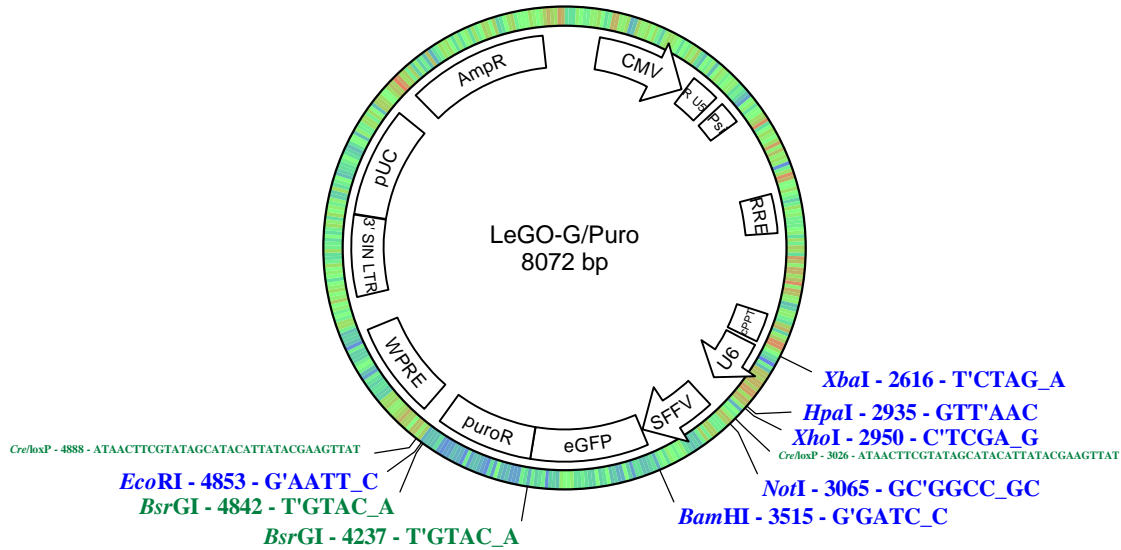 CMV
R U5
Psi
RRE
cPPT
U6
SFFV
eGFP
puroR
WPRE
3' SIN LTR
pUC
AmpR
LeGO-G/Puro
8072 bp
XbaI - 2616 - T'CTAG_A
HpaI - 2935 - GTT'AAC
XhoI - 2950 - C'TCGA_G
Cre/loxP - 3026 - ATAACTTCGTATAGCATACATTATACGAAGTTAT
NotI - 3065 - GC'GGCC_GC
BamHI - 3515 - G'GATC_C
Cre/loxP - 4888 - ATAACTTCGTATAGCATACATTATACGAAGTTAT
EcoRI - 4853 - G'AATT_C
BsrGI - 4842 - T'GTAC_A
BsrGI - 4237 - T'GTAC_A